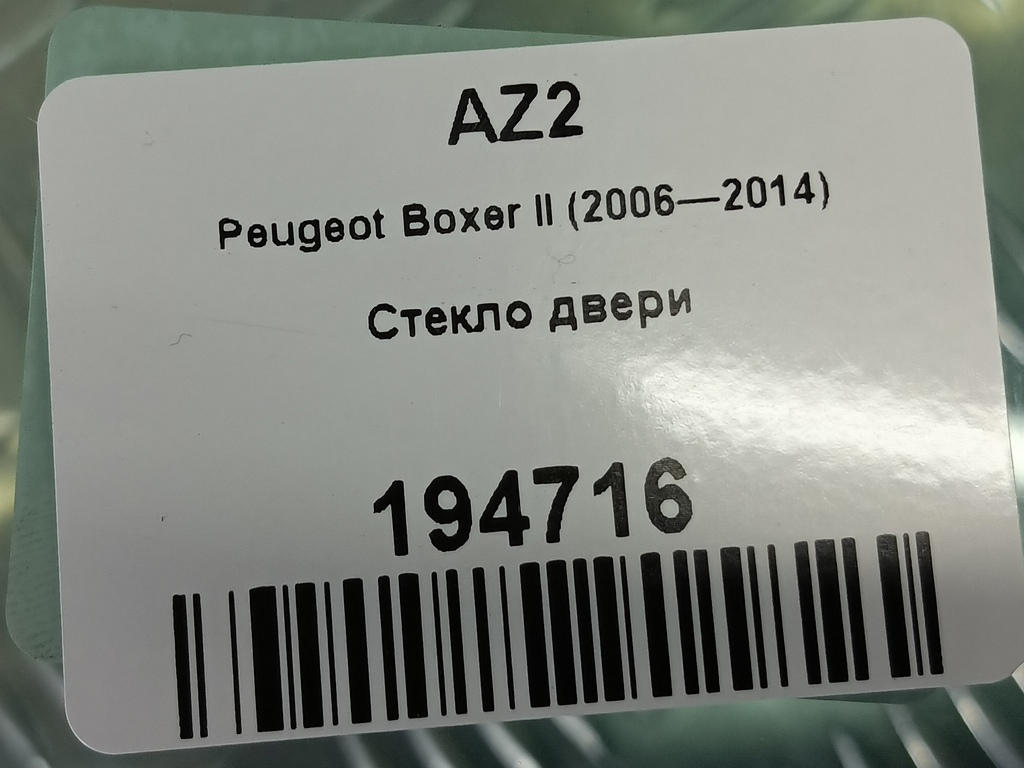 AZ2
Peugeot Boxer II (2006—2014)
Стекло двери
194716